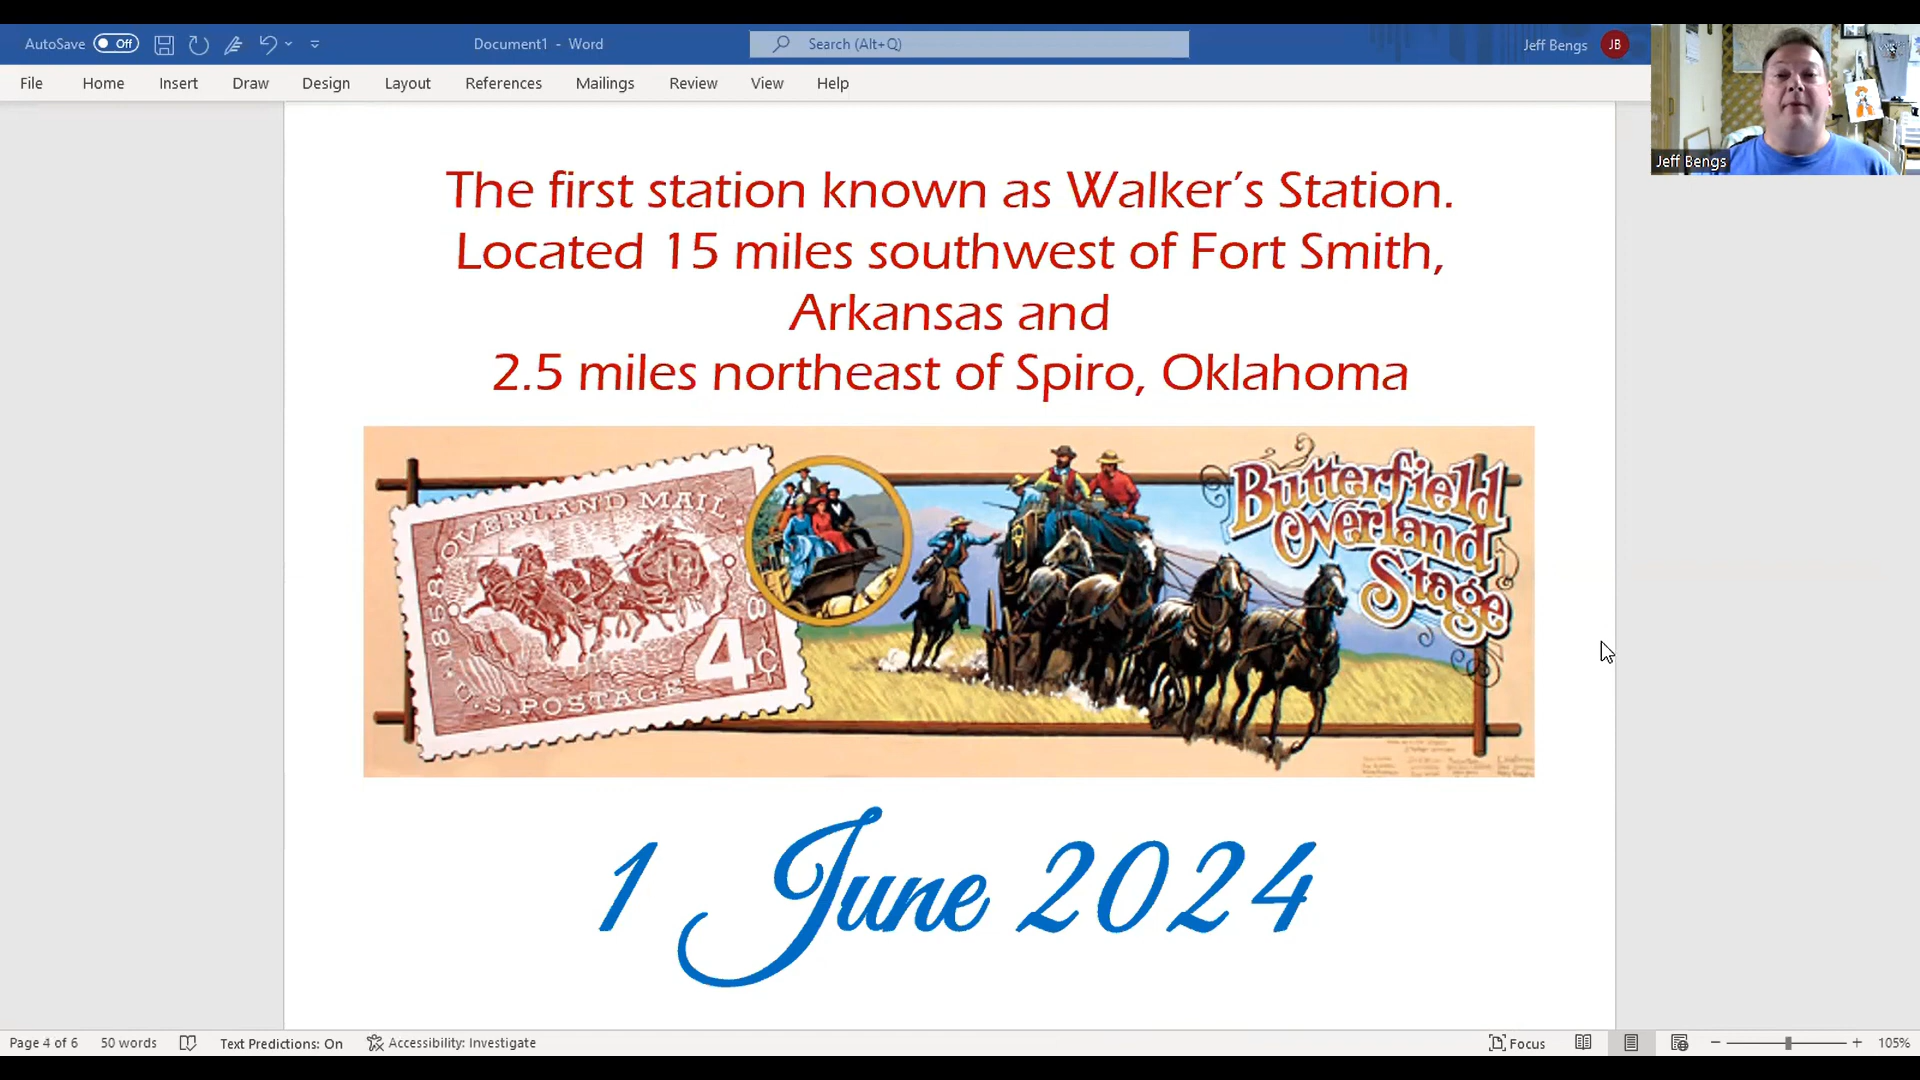 AutoSave Off
Document1 - Word
Search (Alt+Q)
Jeff Bengs JB
File Home Insert Draw Design Layout References Mailings Review View Help
Jeff Bengs
The first station known as Walker's Station.
Located 15 miles southwest of Fort Smith,
Arkansas and
2.5 miles northeast of Spiro, Oklahoma
OVERLAND MAIL
1858
4¢
U.S. POSTAGE
Butterfield
Overland
Stage
1 June 2024
Page 4 of 6 50 words Text Predictions: On Accessibility: Investigate Focus 105%